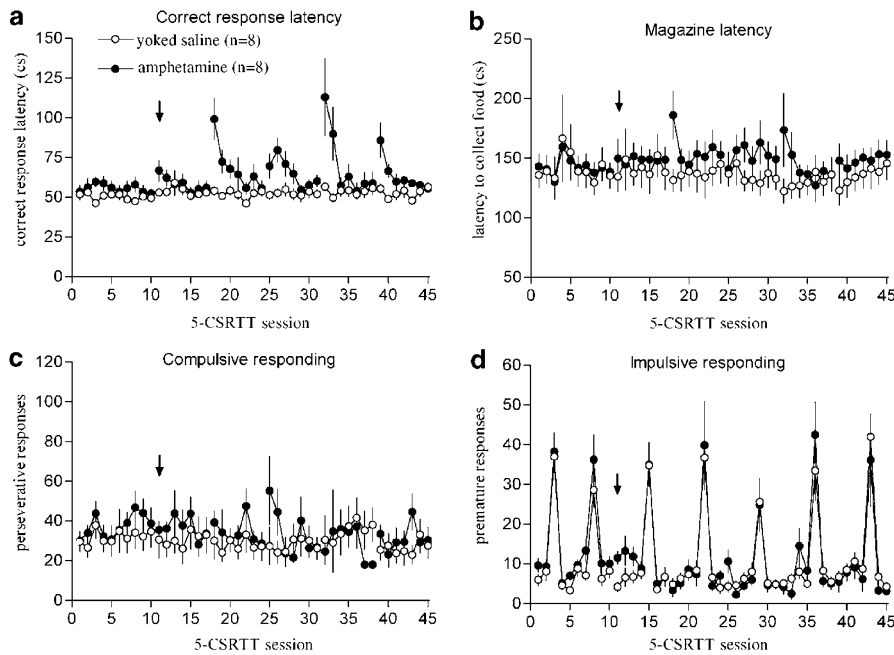 a
Correct response latency
yoked saline (n=8)
amphetamine (n=8)
correct response latency (cs)
150
125
100
75
50
25
0
0 5 10 15 20 25 30 35 40 45
5-CSRTT session
b
Magazine latency
latency to collect food (cs)
250
200
150
100
50
0 5 10 15 20 25 30 35 40 45
5-CSRTT session
c
Compulsive responding
perseverative responses
120
100
80
60
40
20
0
0 5 10 15 20 25 30 35 40 45
5-CSRTT session
d
Impulsive responding
premature responses
60
50
40
30
20
10
0
0 5 10 15 20 25 30 35 40 45
5-CSRTT session